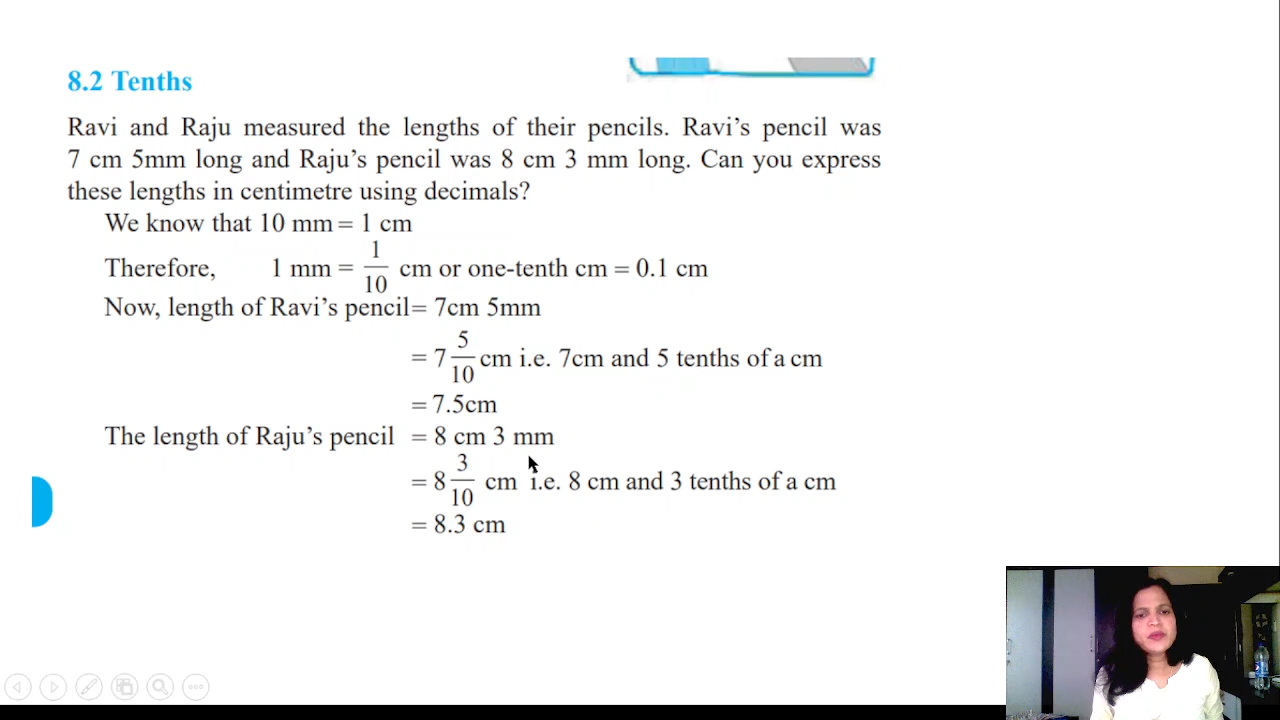 8.2 Tenths
Ravi and Raju measured the lengths of their pencils. Ravi’s pencil was
7 cm 5mm long and Raju’s pencil was 8 cm 3 mm long. Can you express
these lengths in centimetre using decimals?
We know that 10 mm = 1 cm
Therefore, 1 mm = 1/10 cm or one-tenth cm = 0.1 cm
Now, length of Ravi’s pencil= 7cm 5mm
= 7 5/10 cm i.e. 7cm and 5 tenths of a cm
= 7.5cm
The length of Raju’s pencil = 8 cm 3 mm
= 8 3/10 cm i.e. 8 cm and 3 tenths of a cm
= 8.3 cm